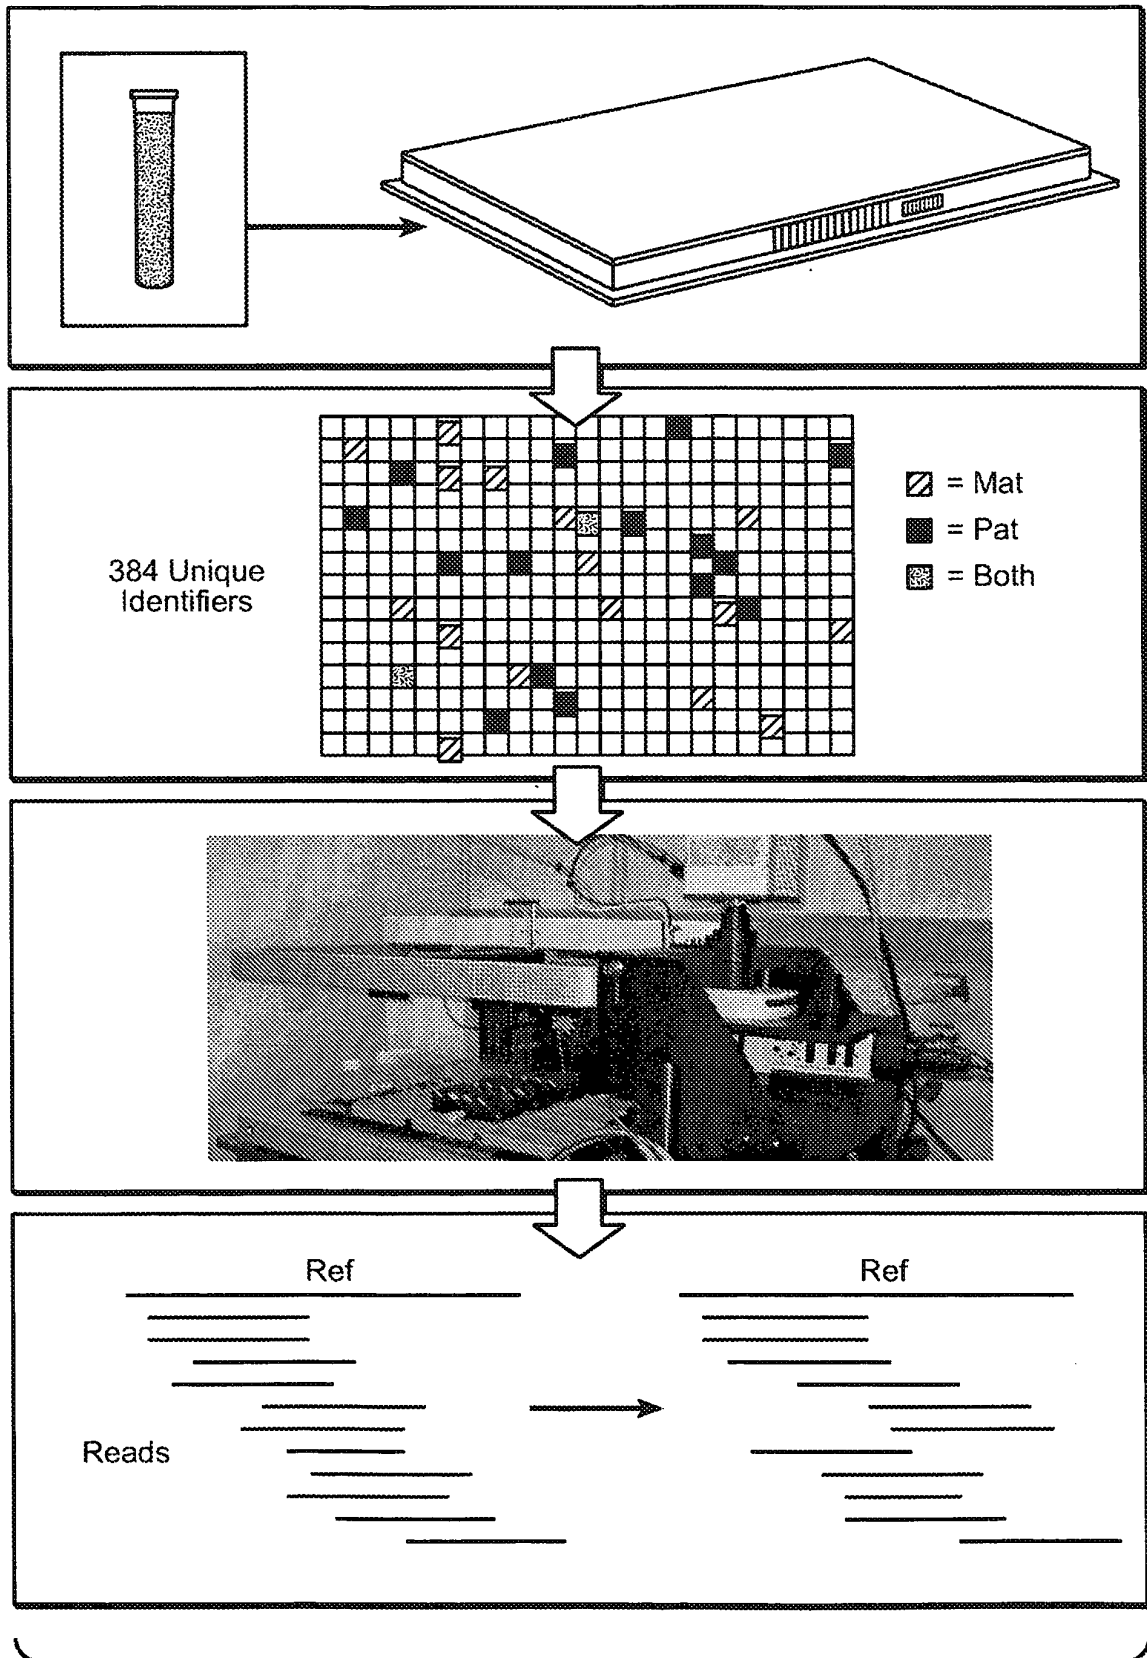 384 Unique
Identifiers
= Mat
= Pat
= Both
Ref
Ref
Reads